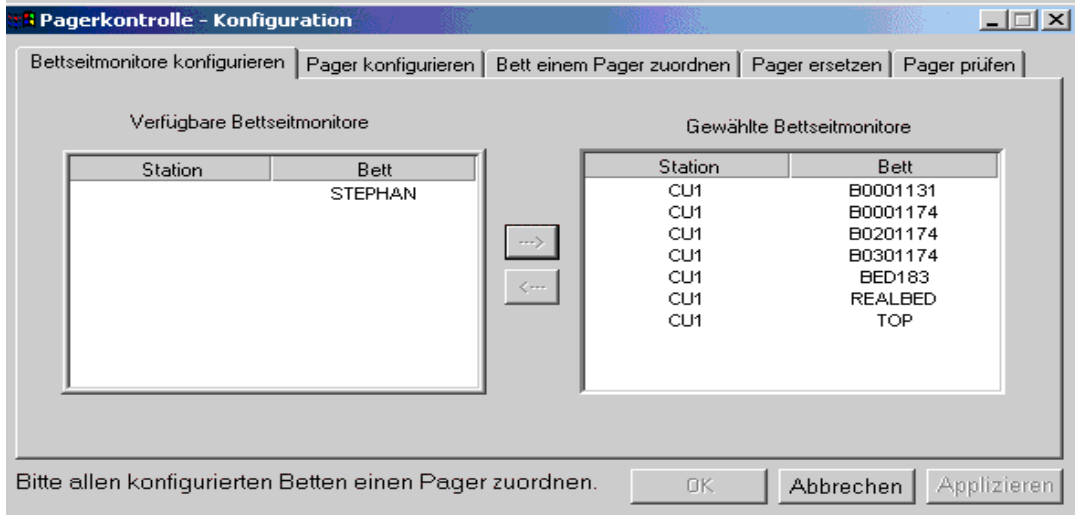 Pagerkontrolle - Konfiguration
Bettseitmonitore konfigurieren Pager konfigurieren Bett einem Pager zuordnen Pager ersetzen Pager prüfen
Verfügbare Bettseitmonitore
Station Bett
STEPHAN
--->
<---
Gewählte Bettseitmonitore
Station Bett
CU1 B0001131
CU1 B0001174
CU1 B0201174
CU1 B0301174
CU1 BED183
CU1 REALBED
CU1 TOP
Bitte allen konfigurierten Betten einen Pager zuordnen. OK Abbrechen Applizieren